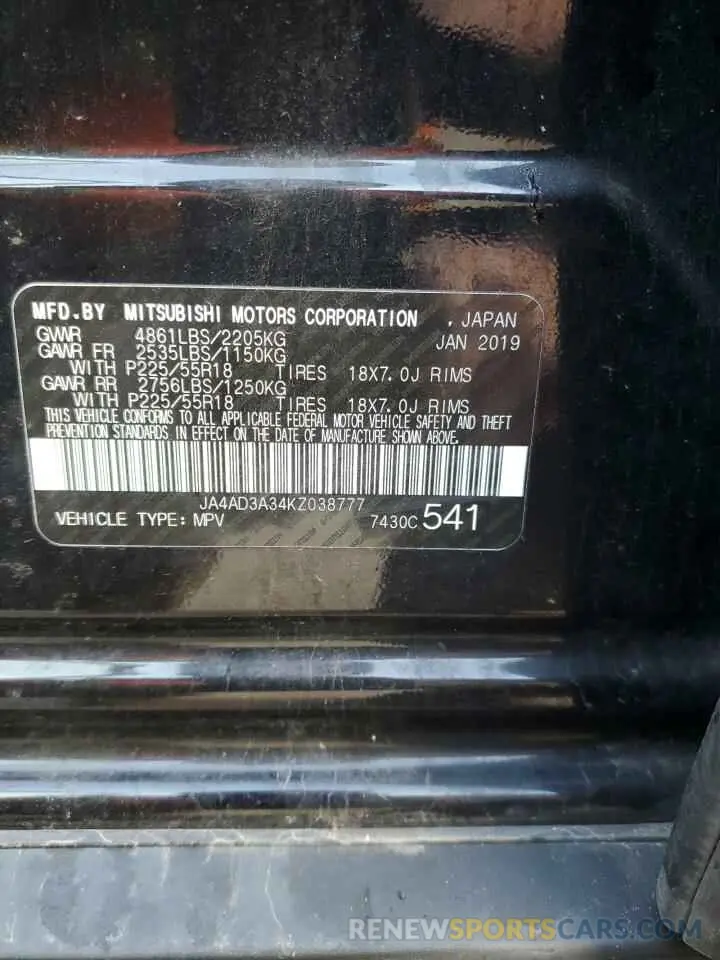 MFD.BY MITSUBISHI MOTORS CORPORATION , JAPAN
GVWR 4861LBS/2205KG JAN 2019
GAWR FR 2535LBS/1150KG
WITH P225/55R18 TIRES 18X7.0J RIMS
GAWR RR 2756LBS/1250KG
WITH P225/55R18 TIRES 18X7.0J RIMS
THIS VEHICLE CONFORMS TO ALL APPLICABLE FEDERAL MOTOR VEHICLE SAFETY AND THEFT
PREVENTION STANDARDS IN EFFECT ON THE DATE OF MANUFACTURE SHOWN ABOVE.
JA4AD3A34KZ038777
VEHICLE TYPE: MPV 7430C 541
RENEWSPORTSCARS.COM